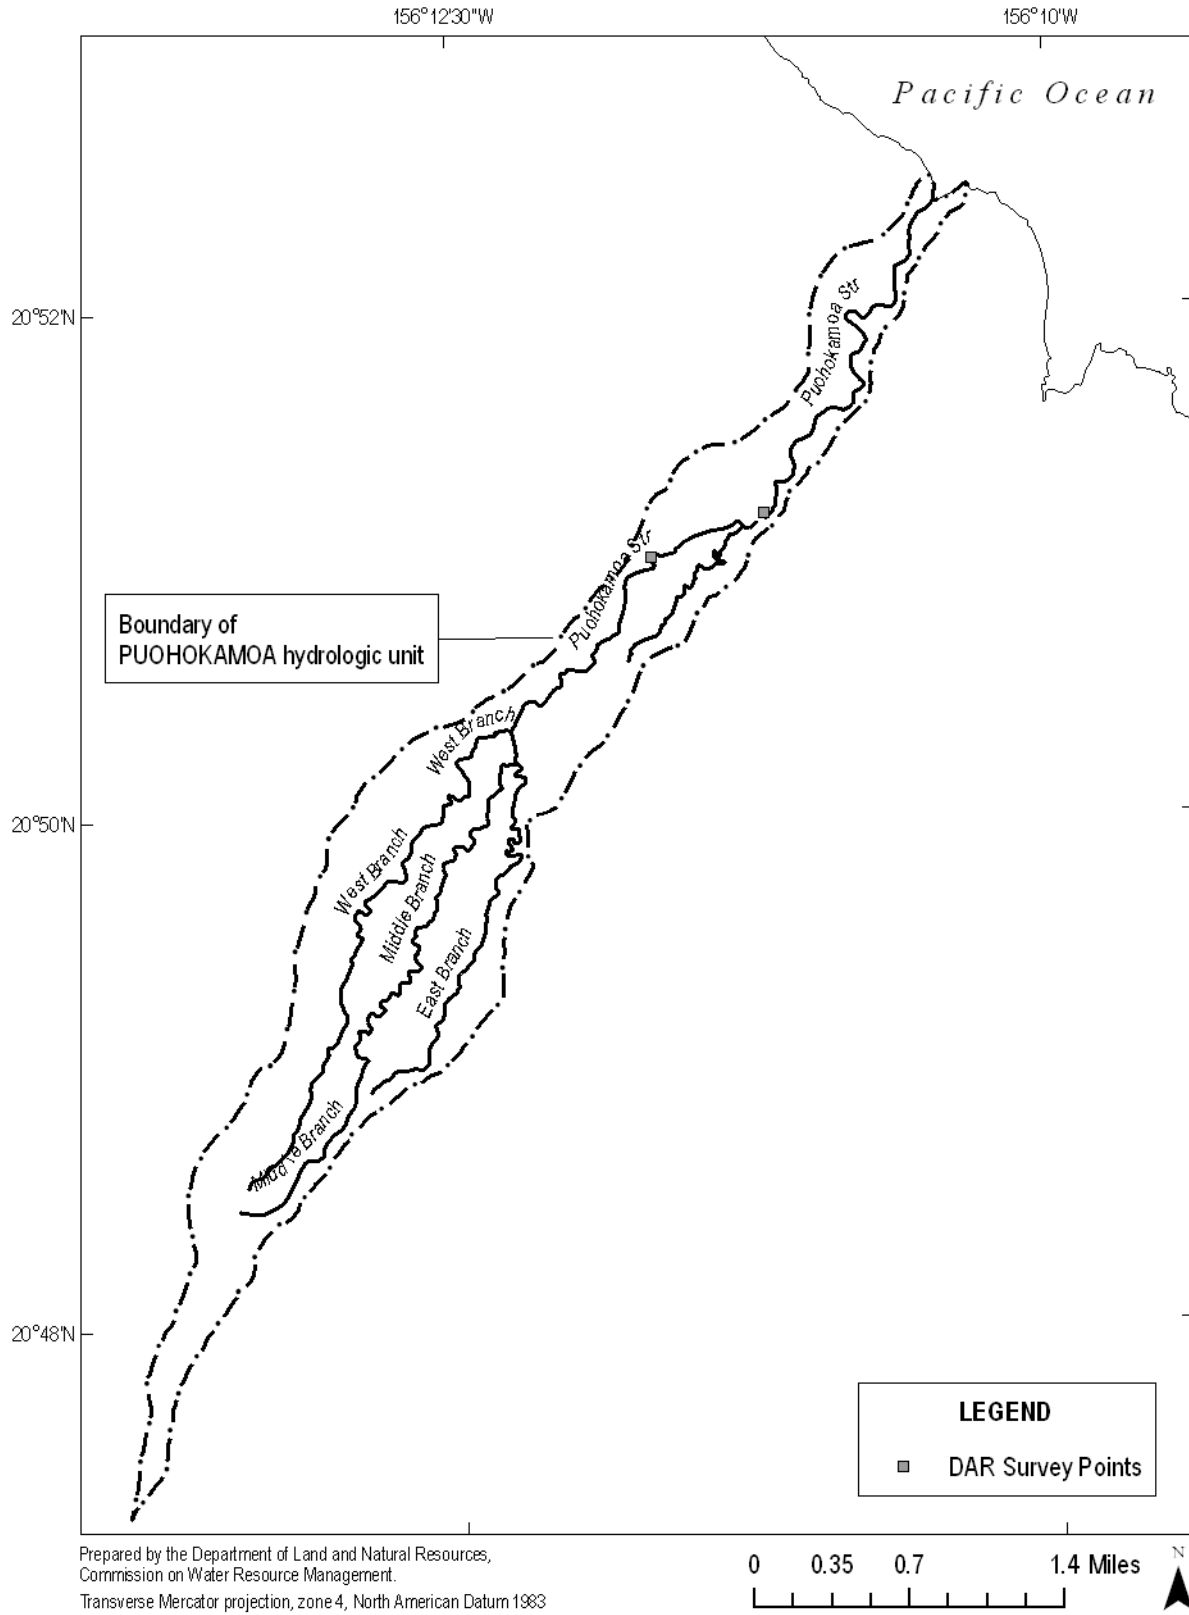 156°12'30"W
156°10'W
Pacific Ocean
20°52'N
Puohokamoa Str
Puohokamoa Str
Boundary of
PUOHOKAMOA hydrologic unit
West Branch
20°50'N
West Branch
Middle Branch
East Branch
Middle Branch
20°48'N
LEGEND
DAR Survey Points
Prepared by the Department of Land and Natural Resources,
Commission on Water Resource Management.
Transverse Mercator projection, zone 4, North American Datum 1983
0 0.35 0.7 1.4 Miles
N